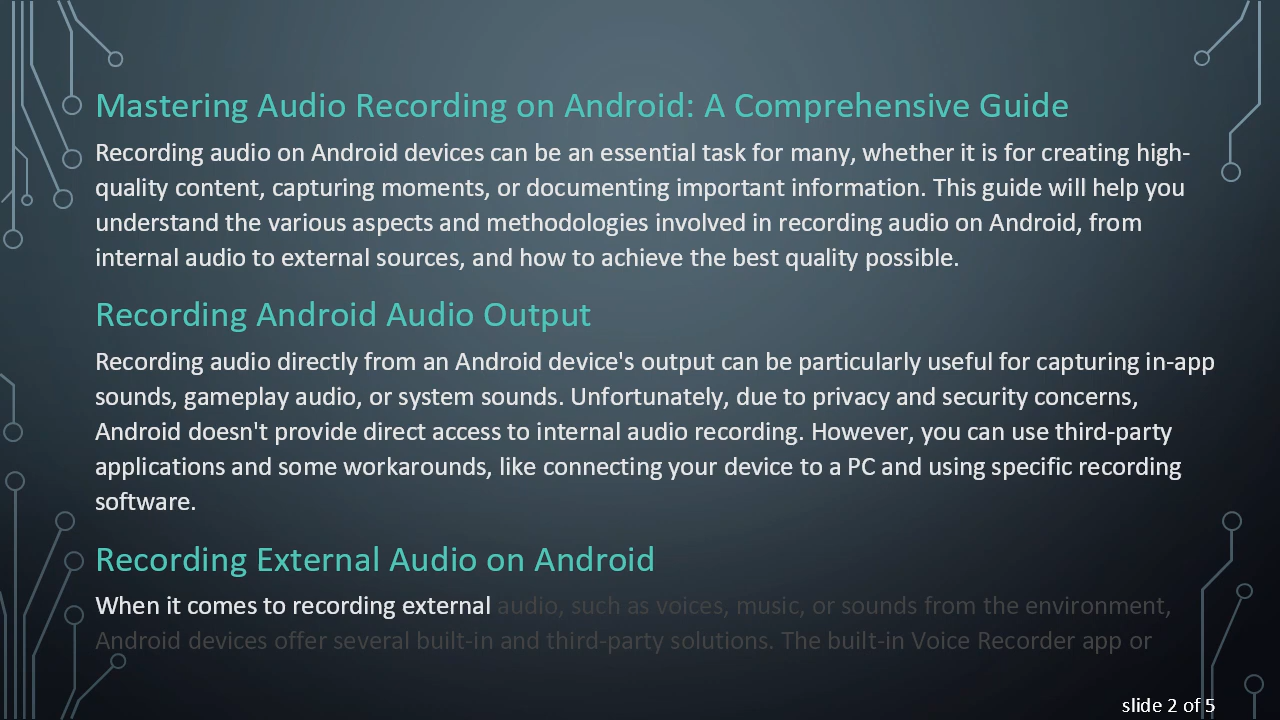 Mastering Audio Recording on Android: A Comprehensive Guide
Recording audio on Android devices can be an essential task for many, whether it is for creating high-
quality content, capturing moments, or documenting important information. This guide will help you
understand the various aspects and methodologies involved in recording audio on Android, from
internal audio to external sources, and how to achieve the best quality possible.
Recording Android Audio Output
Recording audio directly from an Android device's output can be particularly useful for capturing in-app
sounds, gameplay audio, or system sounds. Unfortunately, due to privacy and security concerns,
Android doesn't provide direct access to internal audio recording. However, you can use third-party
applications and some workarounds, like connecting your device to a PC and using specific recording
software.
Recording External Audio on Android
When it comes to recording external audio, such as voices, music, or sounds from the environment,
Android devices offer several built-in and third-party solutions. The built-in Voice Recorder app or
slide 2 of 5